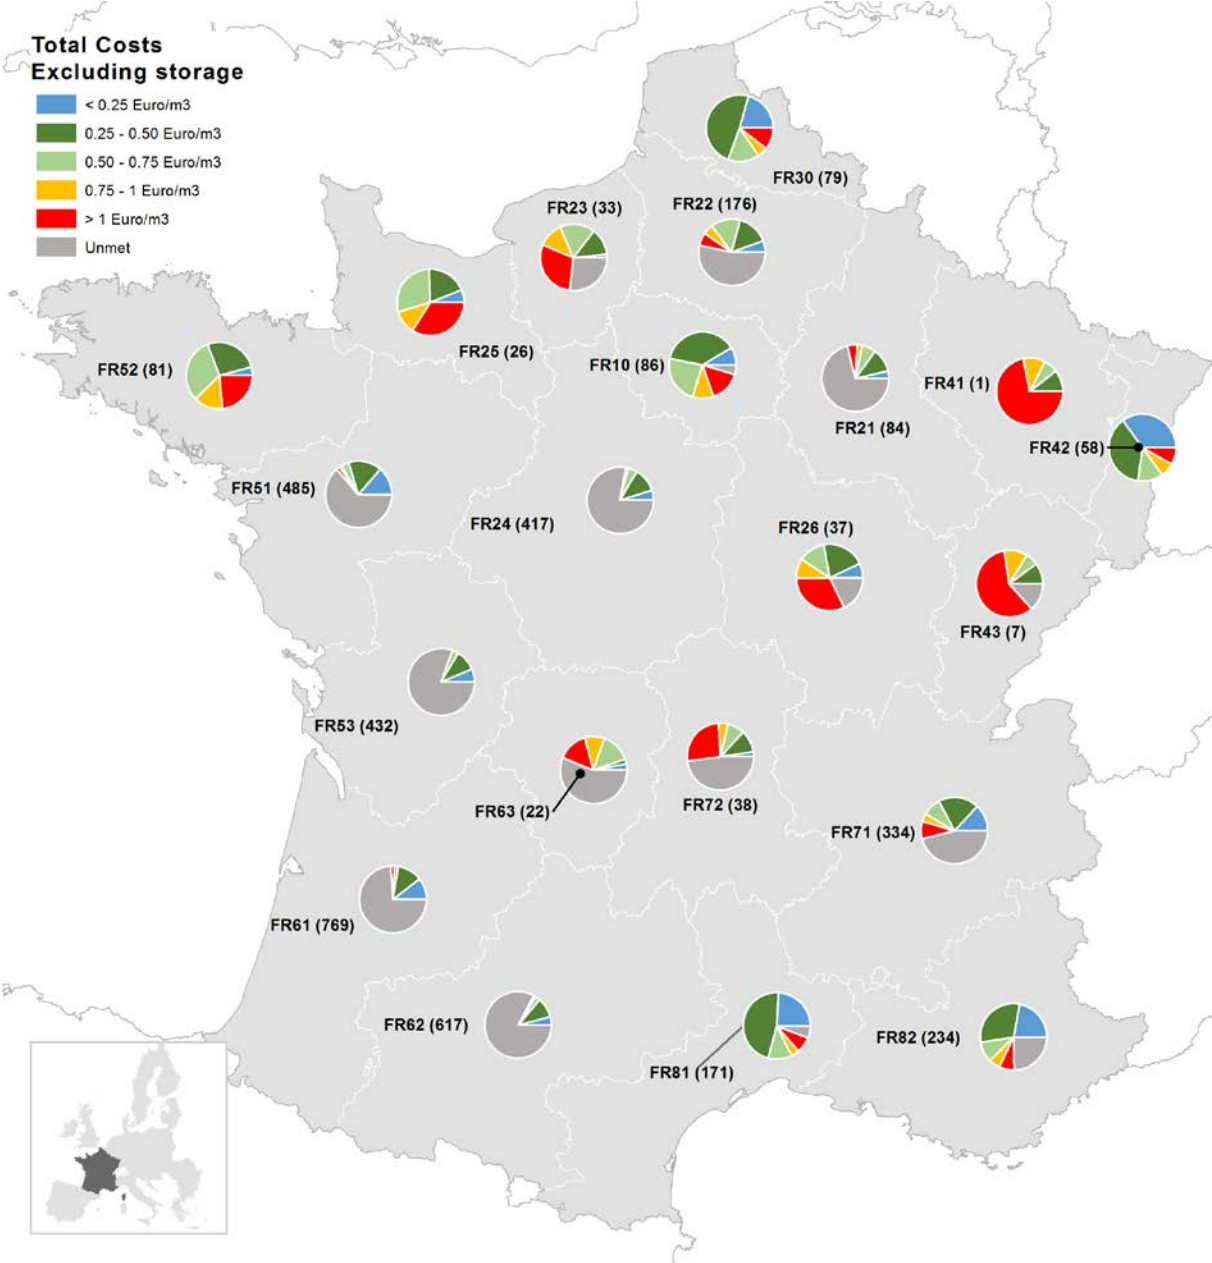 Total Costs
Excluding storage
< 0.25 Euro/m3
0.25 - 0.50 Euro/m3
0.50 - 0.75 Euro/m3
0.75 - 1 Euro/m3
> 1 Euro/m3
Unmet
FR30 (79)
FR23 (33)
FR22 (176)
FR25 (26)
FR52 (81)
FR10 (86)
FR41 (1)
FR21 (84)
FR42 (58)
FR51 (485)
FR24 (417)
FR26 (37)
FR43 (7)
FR53 (432)
FR63 (22)
FR72 (38)
FR71 (334)
FR61 (769)
FR62 (617)
FR82 (234)
FR81 (171)